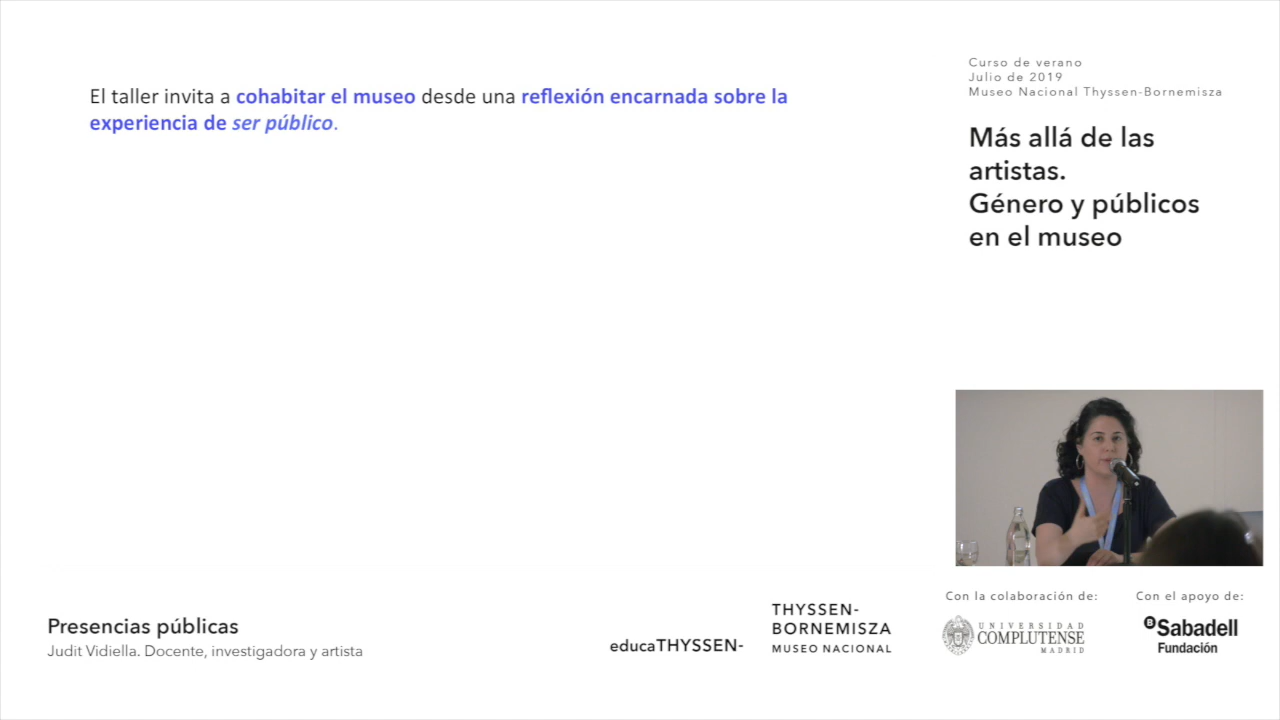 El taller invita a cohabitar el museo desde una reflexión encarnada sobre la
experiencia de ser público.
Curso de verano
Julio de 2019
Museo Nacional Thyssen-Bornemisza
Más allá de las
artistas.
Género y públicos
en el museo
Presencias públicas
Judit Vidiella. Docente, investigadora y artista
educaTHYSSEN-
THYSSEN-
BORNEMISZA
MUSEO NACIONAL
Con la colaboración de:
UNIVERSIDAD
COMPLUTENSE
MADRID
Con el apoyo de:
B Sabadell
Fundación